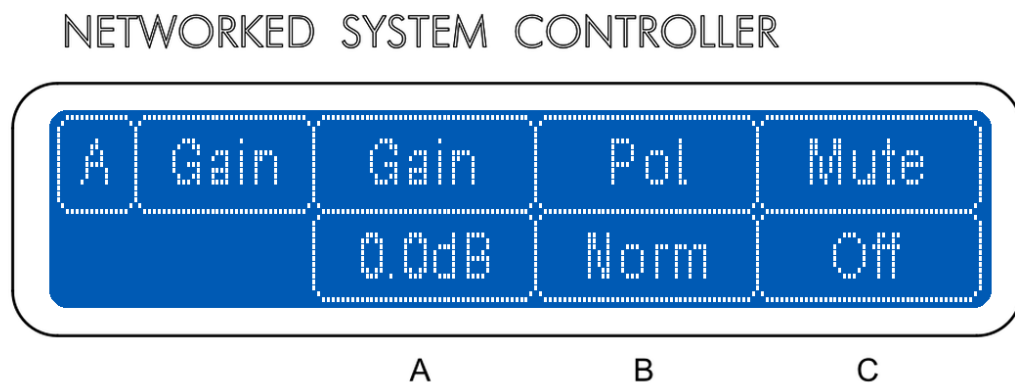 NETWORKED SYSTEM CONTROLLER
A Gain Gain Pol Mute
0.0dB Norm Off
A B C